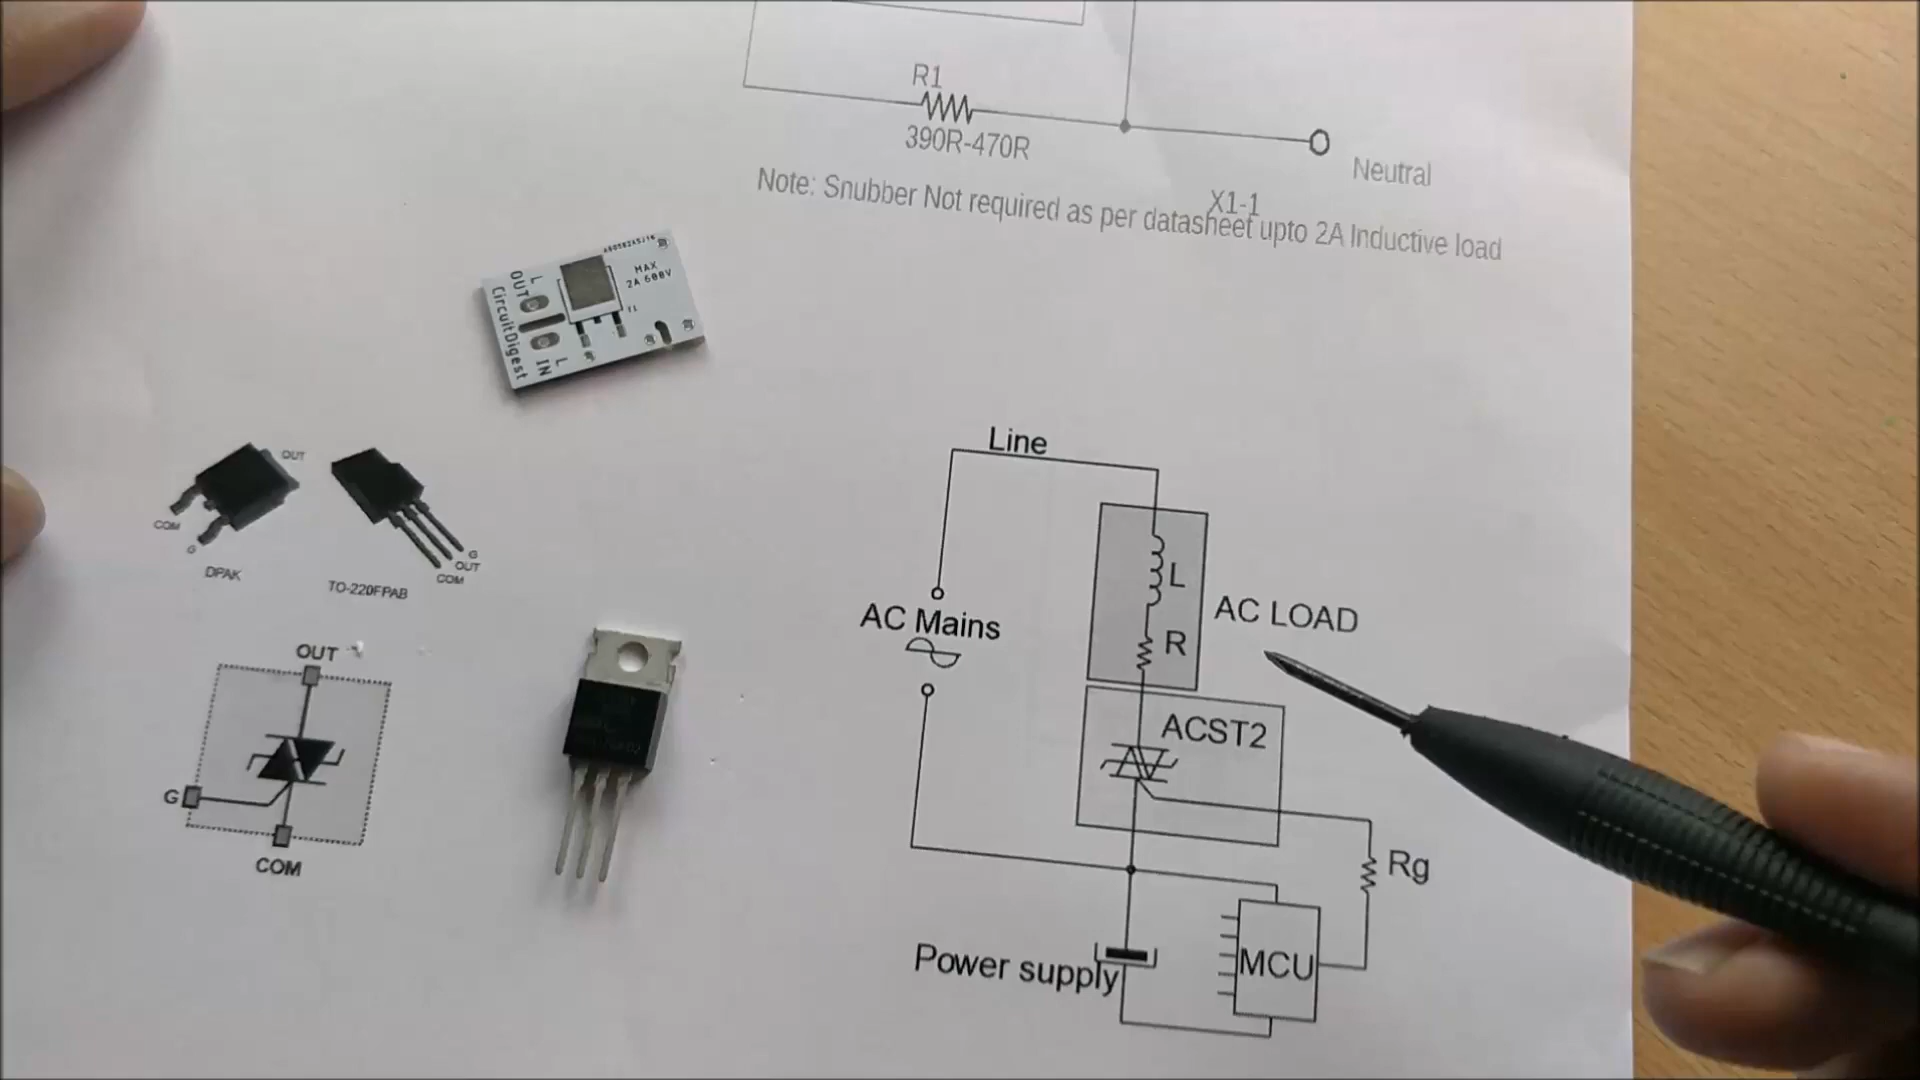 R1
390R-470R
Neutral
X1-1
Note: Snubber Not required as per datasheet upto 2A Inductive load
MAX
2A 600V
L
OUT
CircuitDigest
L
IN
T1
Line
L
R
AC LOAD
AC Mains
ACST2
Rg
MCU
Power supply
OUT
COM
G
DPAK
G
OUT
COM
TO-220FPAB
OUT
G
COM